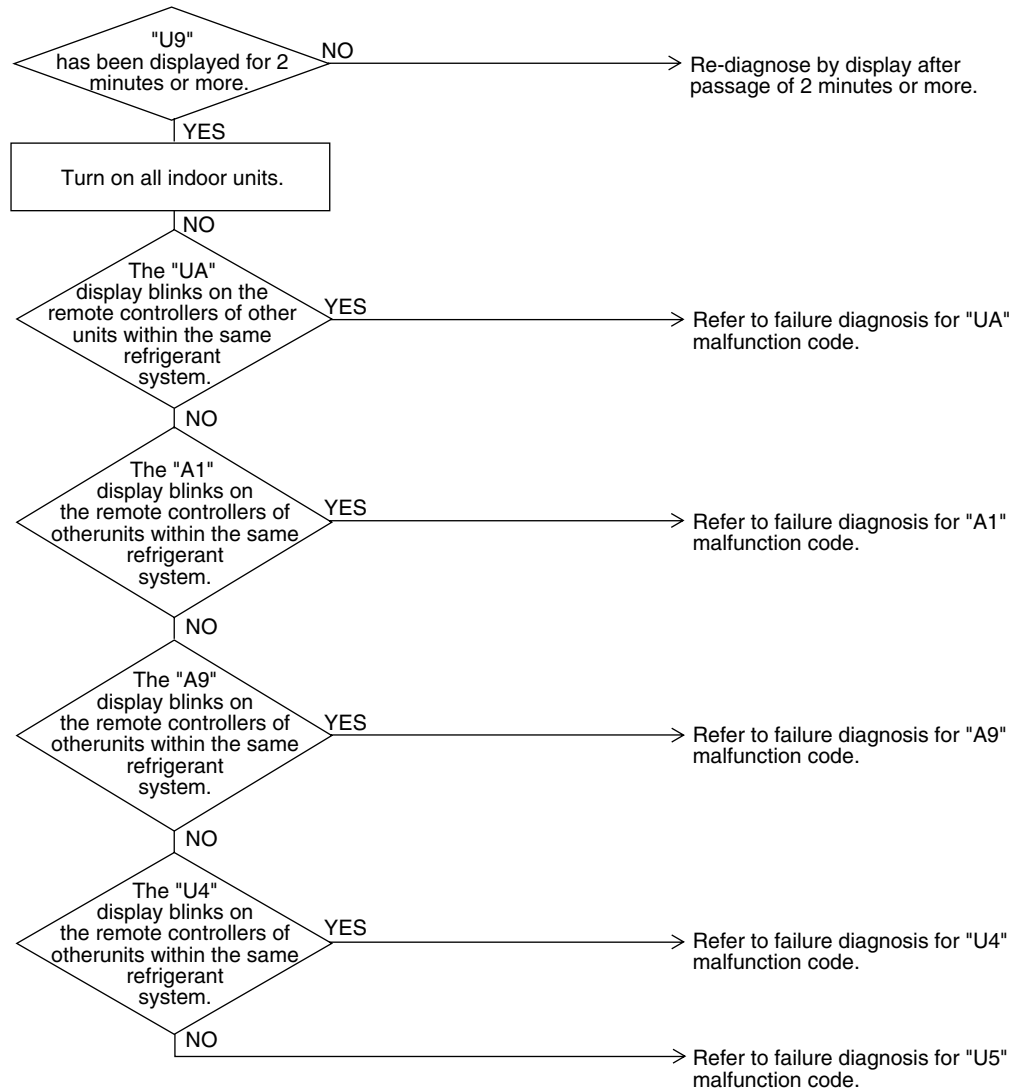 "U9"
has been displayed for 2
minutes or more.
NO
Re-diagnose by display after
passage of 2 minutes or more.
YES
Turn on all indoor units.
NO
The "UA"
display blinks on the
remote controllers of other
units within the same
refrigerant
system.
YES
Refer to failure diagnosis for "UA"
malfunction code.
NO
The "A1"
display blinks on
the remote controllers of
otherunits within the same
refrigerant
system.
YES
Refer to failure diagnosis for "A1"
malfunction code.
NO
The "A9"
display blinks on
the remote controllers of
otherunits within the same
refrigerant
system.
YES
Refer to failure diagnosis for "A9"
malfunction code.
NO
The "U4"
display blinks on
the remote controllers of
otherunits within the same
refrigerant
system.
YES
Refer to failure diagnosis for "U4"
malfunction code.
NO
Refer to failure diagnosis for "U5"
malfunction code.